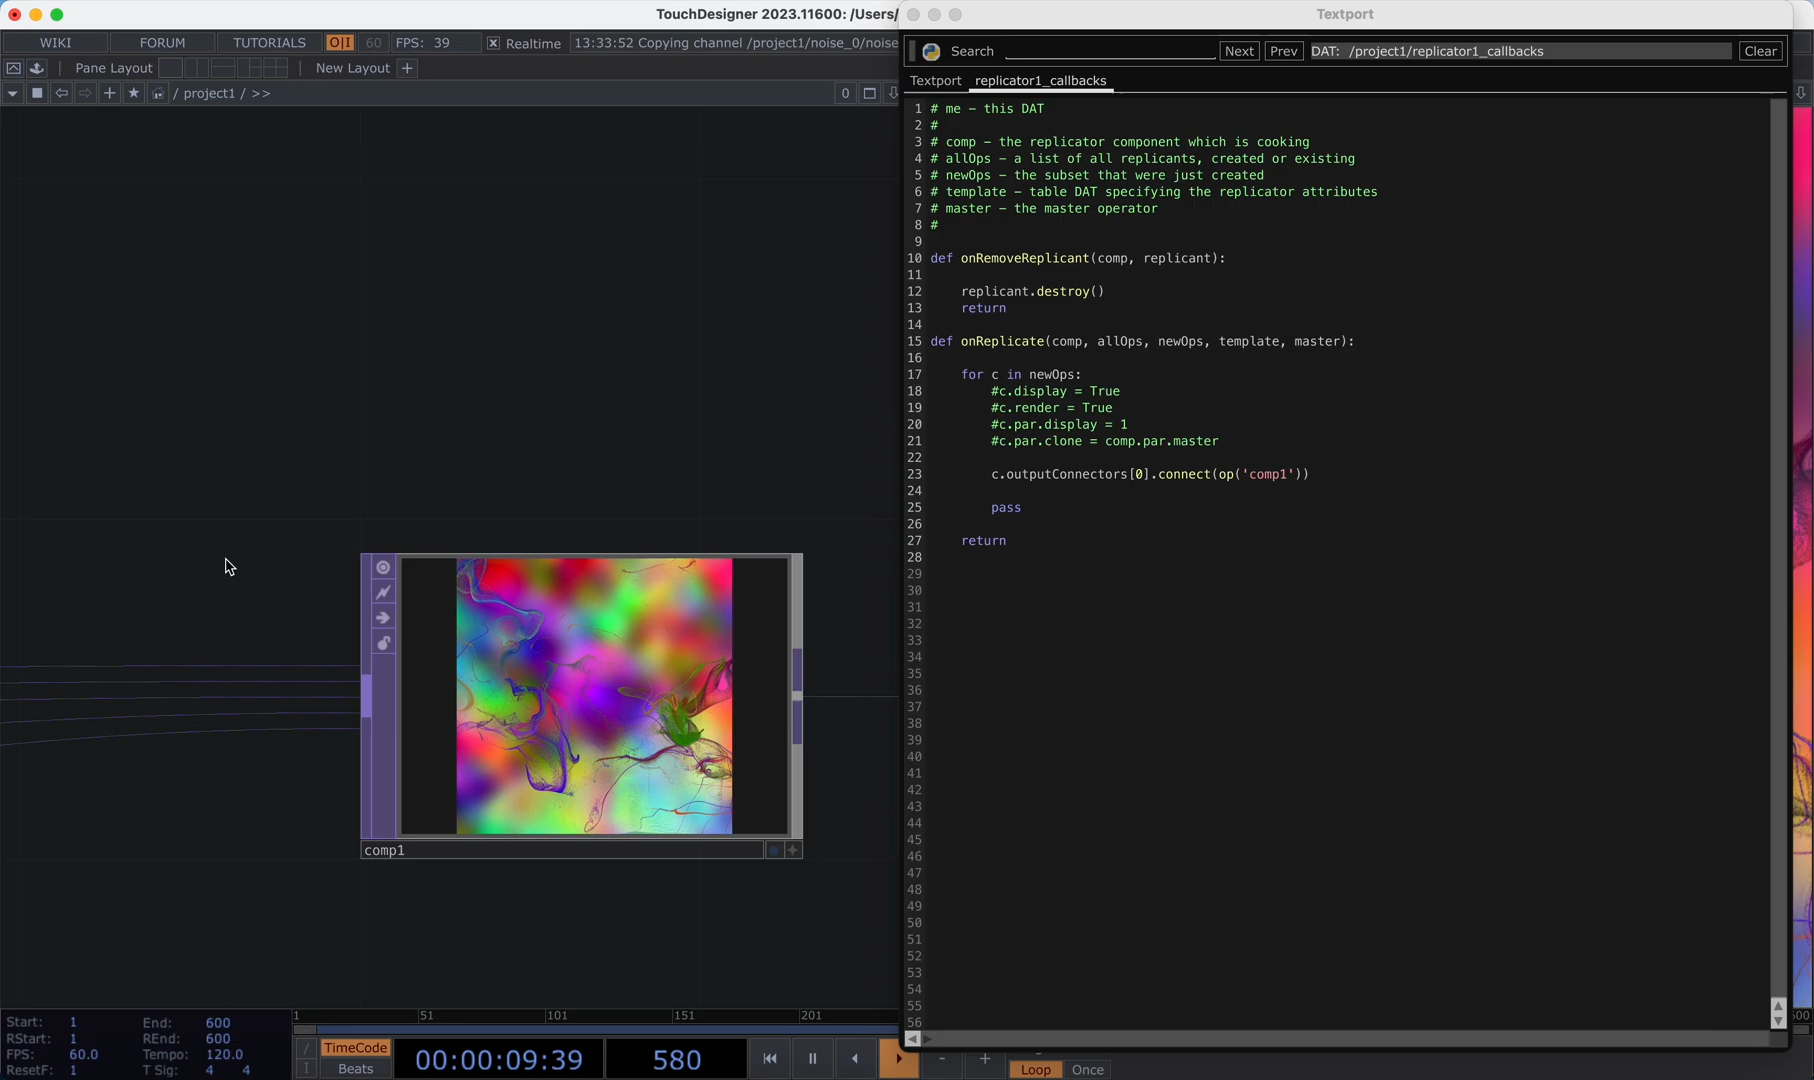 TouchDesigner 2023.11600: /Users/
Textport
WIKI
FORUM
TUTORIALS
O|I
60
FPS: 39
Realtime
13:33:52 Copying channel /project1/noise_0/noise
Pane Layout
New Layout
/ project1 / >>
0
Search
Next
Prev
DAT: /project1/replicator1_callbacks
Clear
Textport
replicator1_callbacks
1 # me - this DAT
2 #
3 # comp - the replicator component which is cooking
4 # allOps - a list of all replicants, created or existing
5 # newOps - the subset that were just created
6 # template - table DAT specifying the replicator attributes
7 # master - the master operator
8 #
9
10 def onRemoveReplicant(comp, replicant):
11
12 replicant.destroy()
13 return
14
15 def onReplicate(comp, allOps, newOps, template, master):
16
17 for c in newOps:
18 #c.display = True
19 #c.render = True
20 #c.par.display = 1
21 #c.par.clone = comp.par.master
22
23 c.outputConnectors[0].connect(op('comp1'))
24
25 pass
26
27 return
28
29
30
31
32
33
34
35
36
37
38
39
40
41
42
43
44
45
46
47
48
49
50
51
52
53
54
55
56
comp1
Start: 1
End: 600
RStart: 1
REnd: 600
FPS: 60.0
Tempo: 120.0
ResetF: 1
T Sig: 4 4
1
51
101
151
201
TimeCode
Beats
00:00:09:39
580
Loop
Once